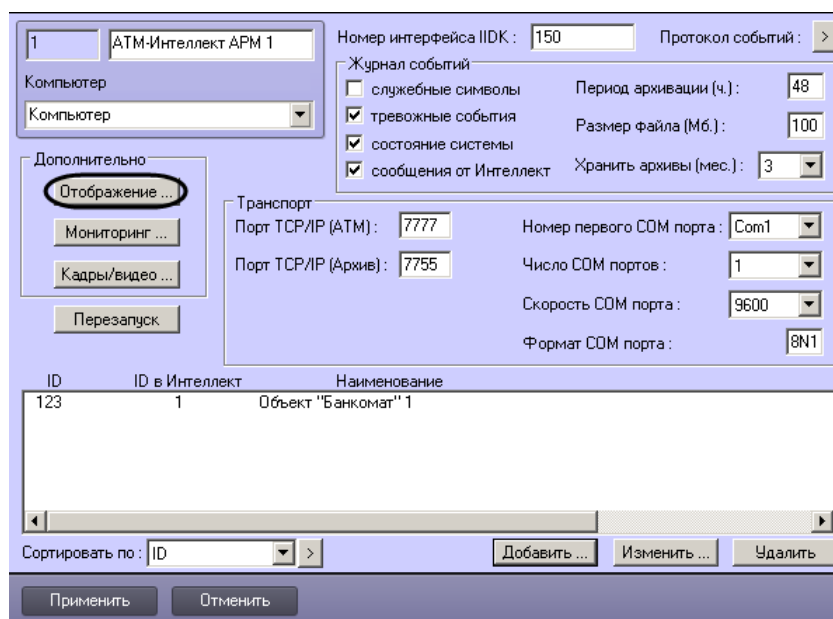 1 АТМ-Интеллект АРМ 1
Компьютер
Компьютер
Номер интерфейса IIDK : 150 Протокол событий : >
Журнал событий
служебные символы Период архивации (ч.) : 48
тревожные события Размер файла (Мб.) : 100
состояние системы
сообщения от Интеллект Хранить архивы (мес.) : 3
Дополнительно
Отображение ...
Мониторинг ...
Кадры/видео ...
Перезапуск
Транспорт
Порт TCP/IP (ATM) : 7777 Номер первого COM порта : Com1
Порт TCP/IP (Архив) : 7755 Число COM портов : 1
Скорость COM порта : 9600
Формат COM порта : 8N1
ID ID в Интеллект Наименование
123 1 Объект "Банкомат" 1
Сортировать по : ID > Добавить ... Изменить ... Удалить
Применить Отменить